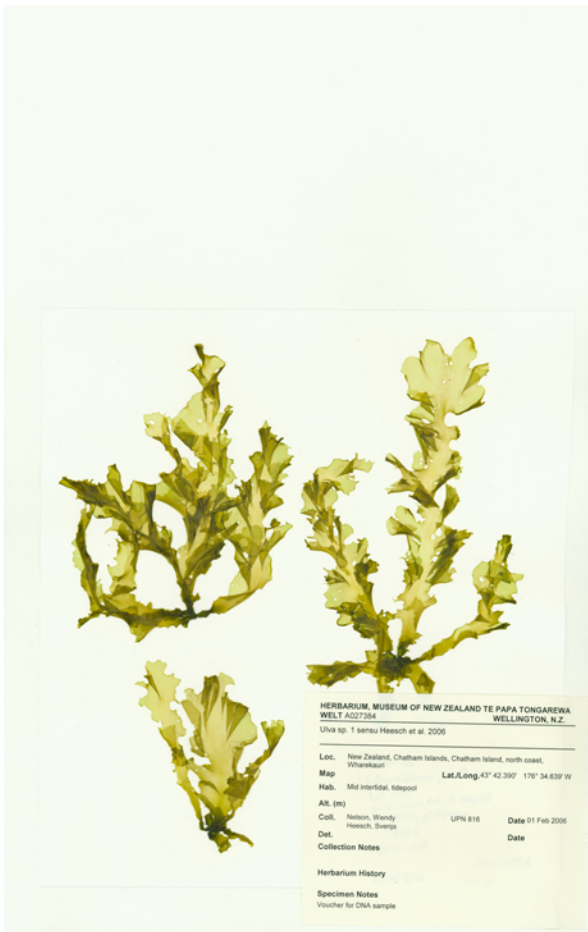 HERBARIUM, MUSEUM OF NEW ZEALAND TE PAPA TONGAREWA
WELT A027384 WELLINGTON, N.Z.
Ulva sp. 1 sensu Heesch et al. 2006
Loc. New Zealand, Chatham Islands, Chatham Island, north coast,
Wharekauri
Map Lat./Long. 43° 42.390' 176° 34.639' W
Hab. Mid intertidal, tidepool
Alt. (m)
Coll. Nelson, Wendy UPN 816 Date 01 Feb 2006
Heesch, Svenja
Det. Date
Collection Notes
Herbarium History
Specimen Notes
Voucher for DNA sample